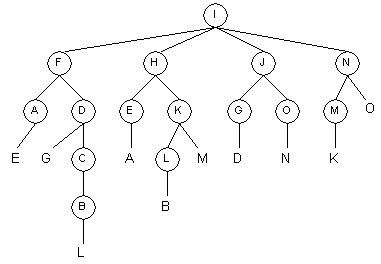 I
F H J N
A D E K G O M O
E G C A L M D N K
B B
L